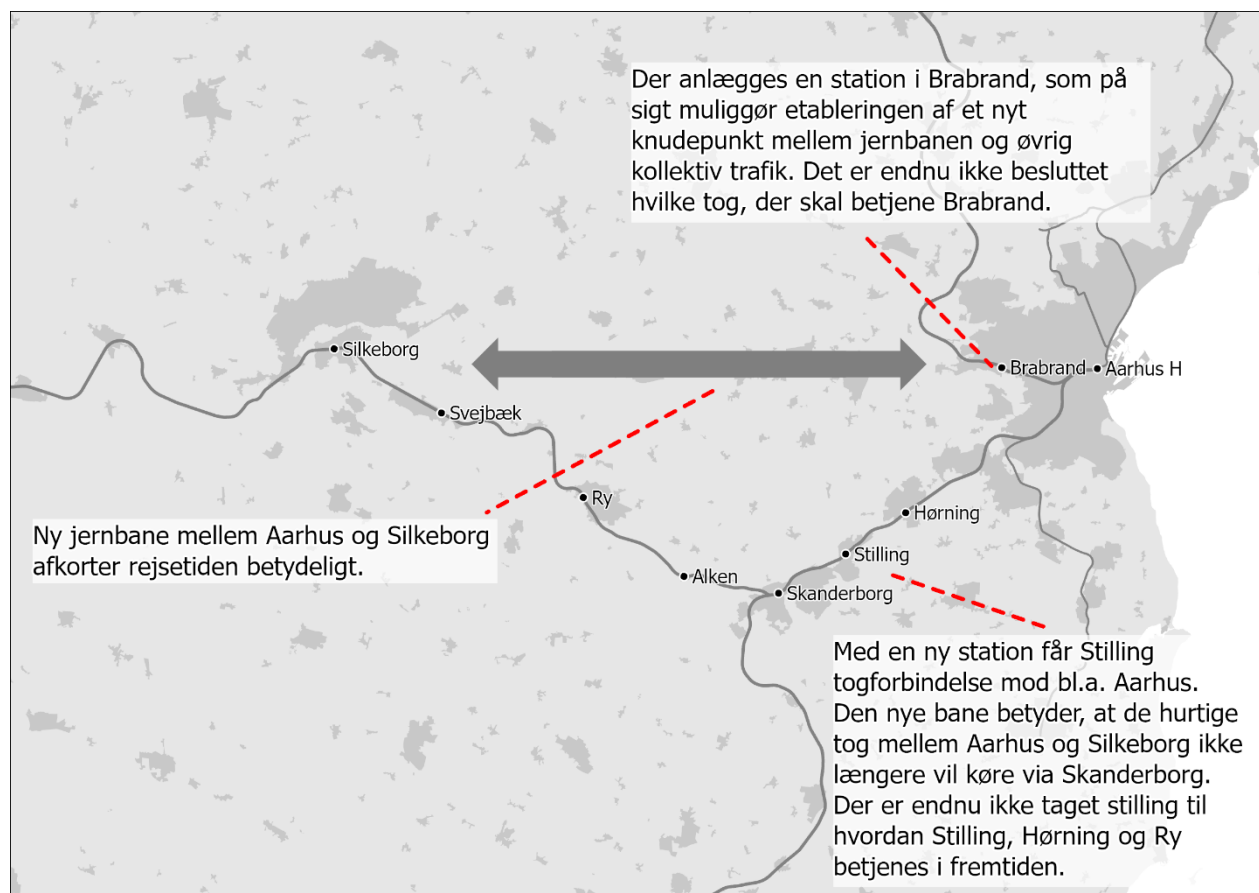 Der anlægges en station i Brabrand, som på
sigt muliggør etableringen af et nyt
knudepunkt mellem jernbanen og øvrig
kollektiv trafik. Det er endnu ikke besluttet
hvilke tog, der skal betjene Brabrand.
Silkeborg
Brabrand
Aarhus H
Svejbæk
Ry
Hørning
Ny jernbane mellem Aarhus og Silkeborg
afkorter rejsetiden betydeligt.
Stilling
Alken
Skanderborg
Med en ny station får Stilling
togforbindelse mod bl.a. Aarhus.
Den nye bane betyder, at de hurtige
tog mellem Aarhus og Silkeborg ikke
længere vil køre via Skanderborg.
Der er endnu ikke taget stilling til
hvordan Stilling, Hørning og Ry
betjenes i fremtiden.